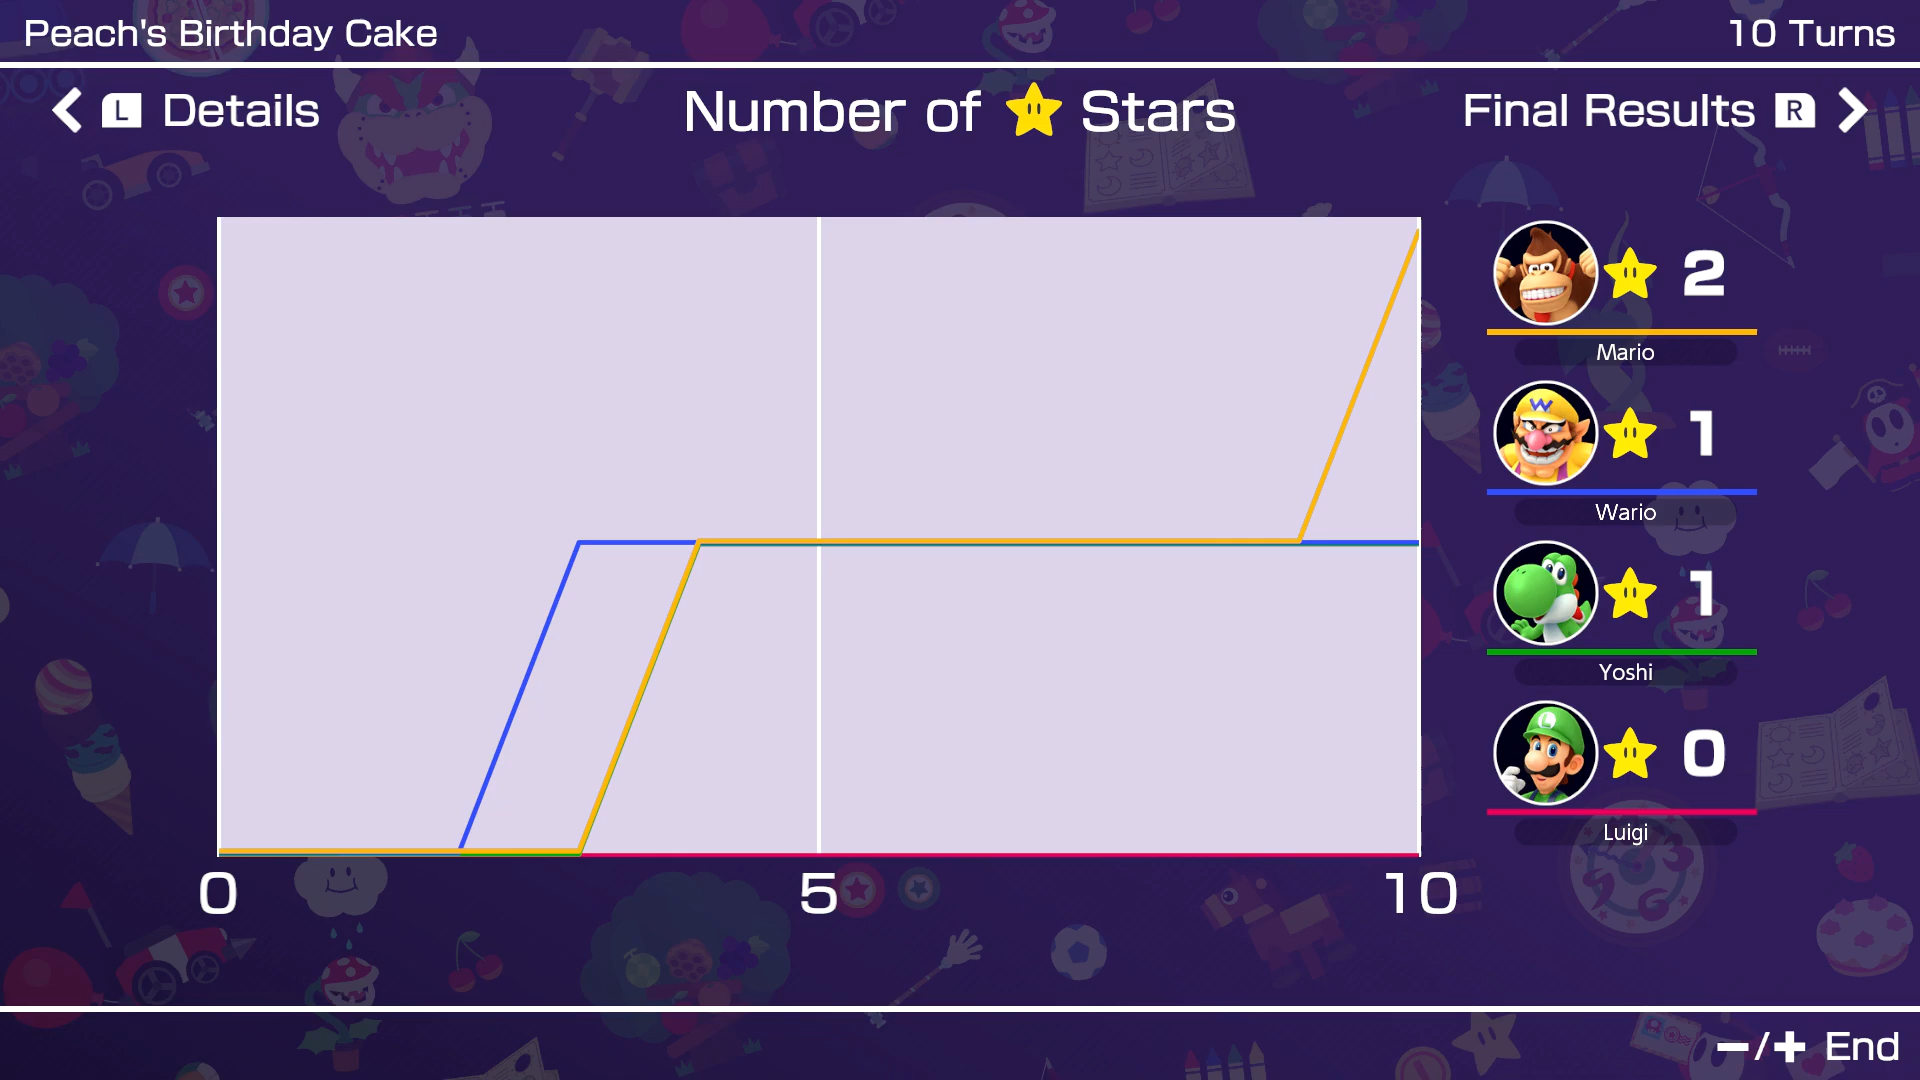 Peach's Birthday Cake
10 Turns
L Details
Number of Stars
Final Results R
2
Mario
1
Wario
1
Yoshi
0
Luigi
0 5 10
-/+ End